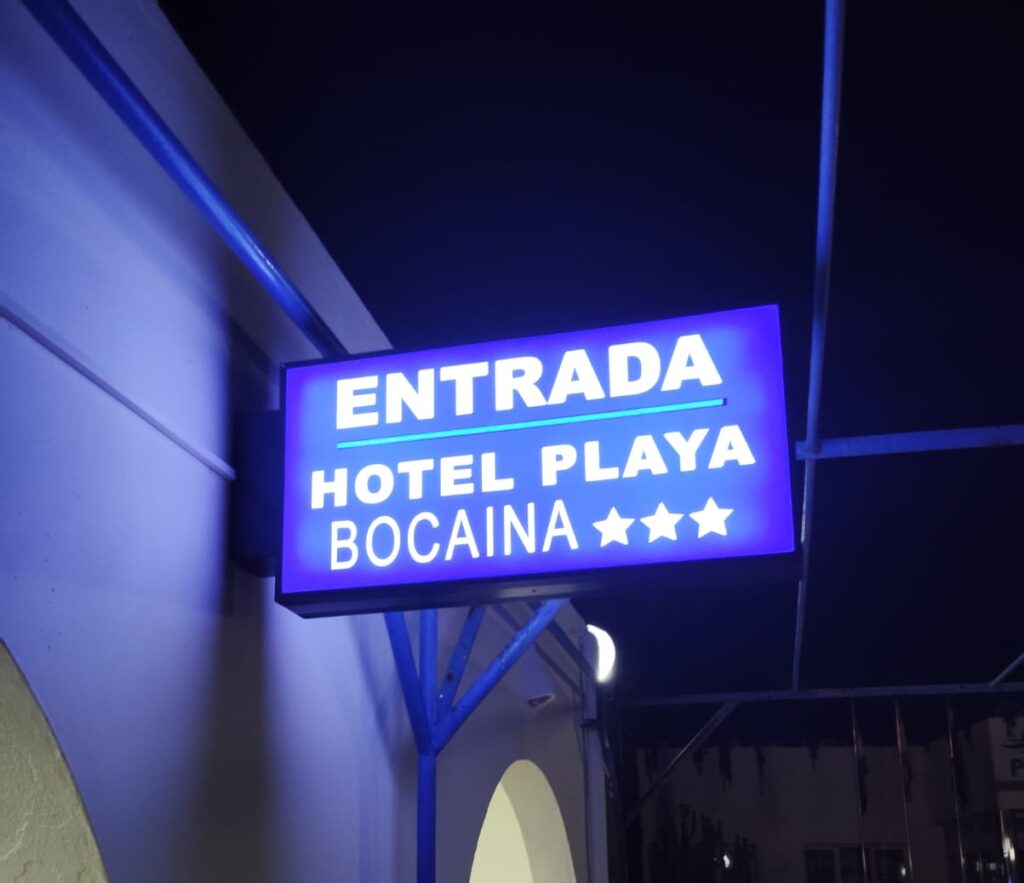 ENTRADA
HOTEL PLAYA
BOCAINA ★★★